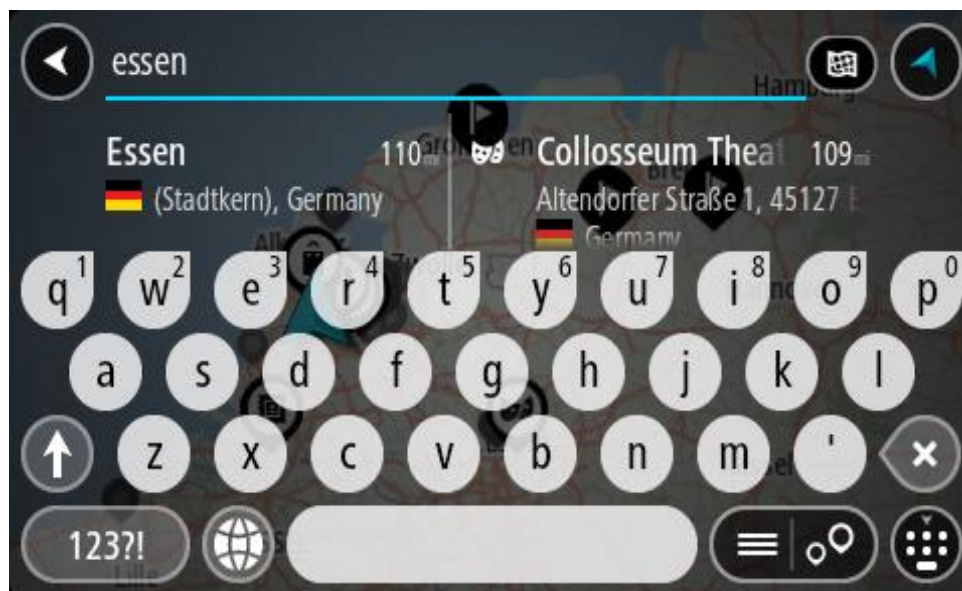 essen
Essen 110mi
(Stadtkern), Germany
Collosseum Theat 109mi
Altendorfer Straße 1, 45127
Germany
q1 w2 e3 r4 t5 y6 u7 i8 o9 p0
a s d f g h j k l
z x c v b n m '
123?!
Lille